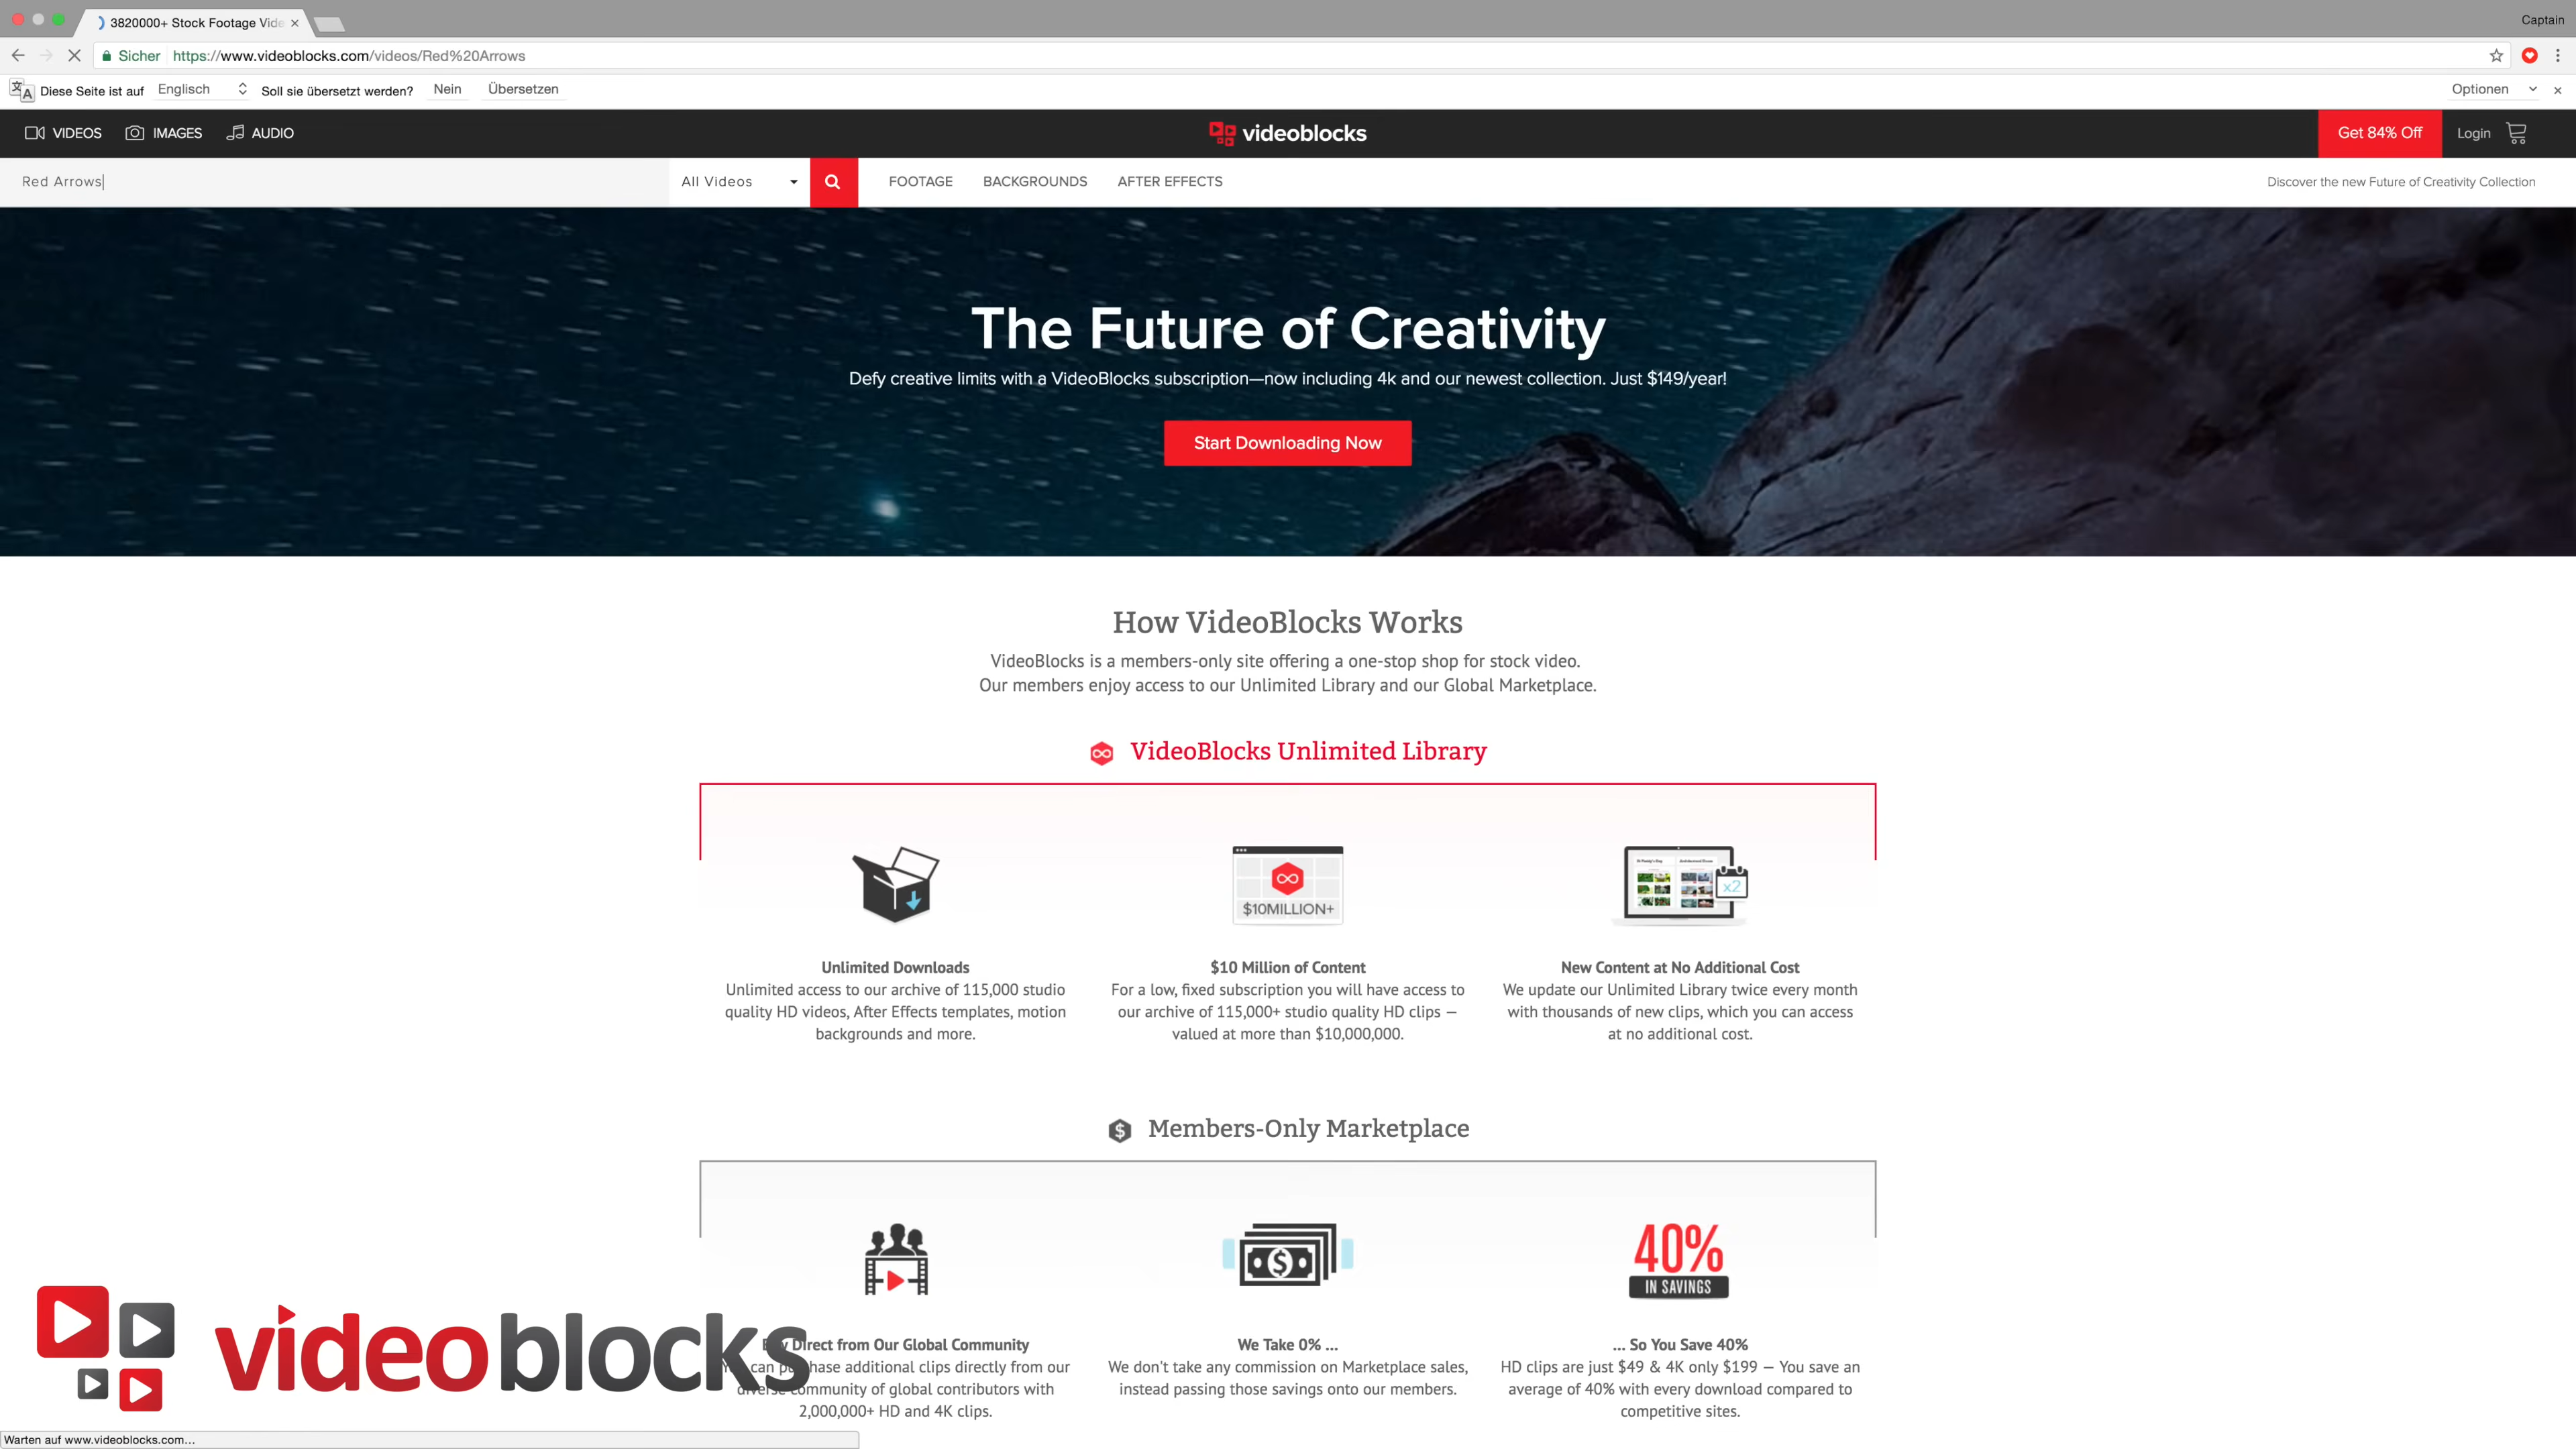 3820000+ Stock Footage Vide
Captain
Sicher https://www.videoblocks.com/videos/Red%20Arrows
Diese Seite ist auf Englisch Soll sie übersetzt werden? Nein Übersetzen Optionen
VIDEOS IMAGES AUDIO videoblocks Get 84% Off Login
Red Arrows All Videos FOOTAGE BACKGROUNDS AFTER EFFECTS Discover the new Future of Creativity Collection
The Future of Creativity
Defy creative limits with a VideoBlocks subscription—now including 4k and our newest collection. Just $149/year!
Start Downloading Now
How VideoBlocks Works
VideoBlocks is a members-only site offering a one-stop shop for stock video.
Our members enjoy access to our Unlimited Library and our Global Marketplace.
VideoBlocks Unlimited Library
$10MILLION+
x2
Unlimited Downloads
Unlimited access to our archive of 115,000 studio
quality HD videos, After Effects templates, motion
backgrounds and more.
$10 Million of Content
For a low, fixed subscription you will have access to
our archive of 115,000+ studio quality HD clips —
valued at more than $10,000,000.
New Content at No Additional Cost
We update our Unlimited Library twice every month
with thousands of new clips, which you can access
at no additional cost.
Members-Only Marketplace
40%
IN SAVINGS
Direct from Our Global Community
can purchase additional clips directly from our
diverse community of global contributors with
2,000,000+ HD and 4K clips.
We Take 0% ...
We don't take any commission on Marketplace sales,
instead passing those savings onto our members.
... So You Save 40%
HD clips are just $49 & 4K only $199 — You save an
average of 40% with every download compared to
competitive sites.
videoblocks
Warten auf www.videoblocks.com...